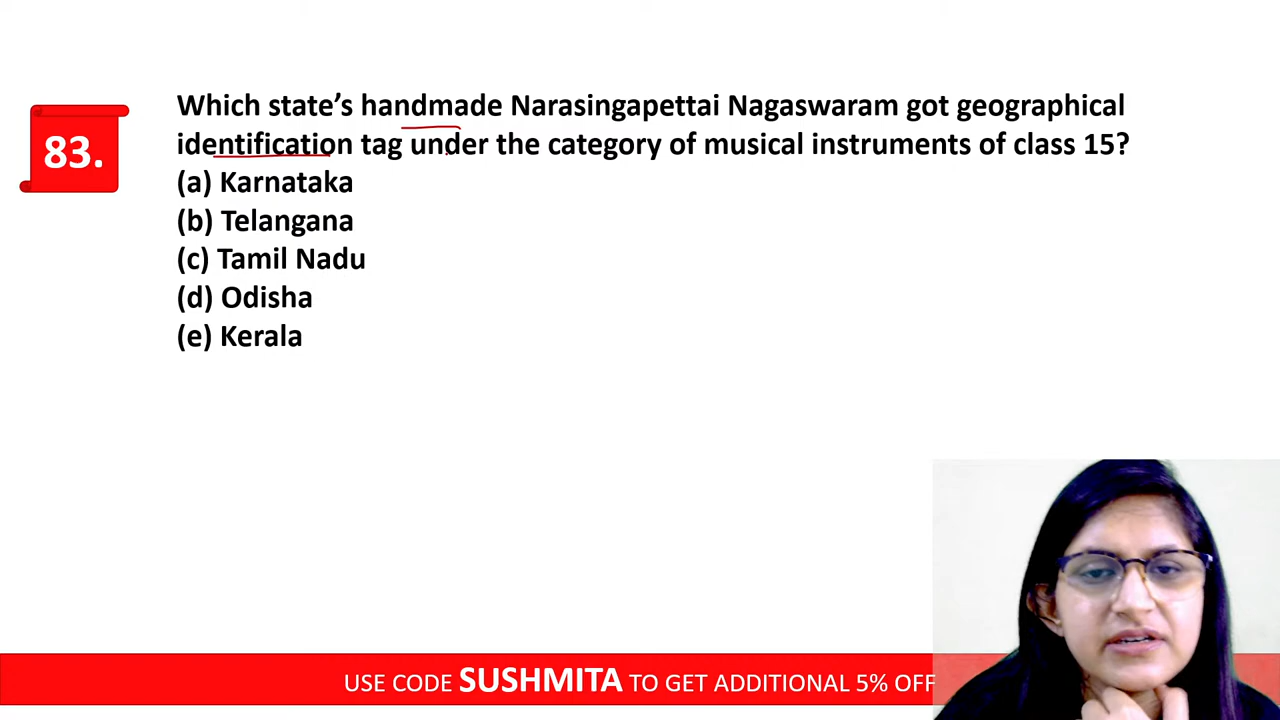 83.
Which state’s handmade Narasingapettai Nagaswaram got geographical
identification tag under the category of musical instruments of class 15?
(a) Karnataka
(b) Telangana
(c) Tamil Nadu
(d) Odisha
(e) Kerala
USE CODE SUSHMITA TO GET ADDITIONAL 5% OFF